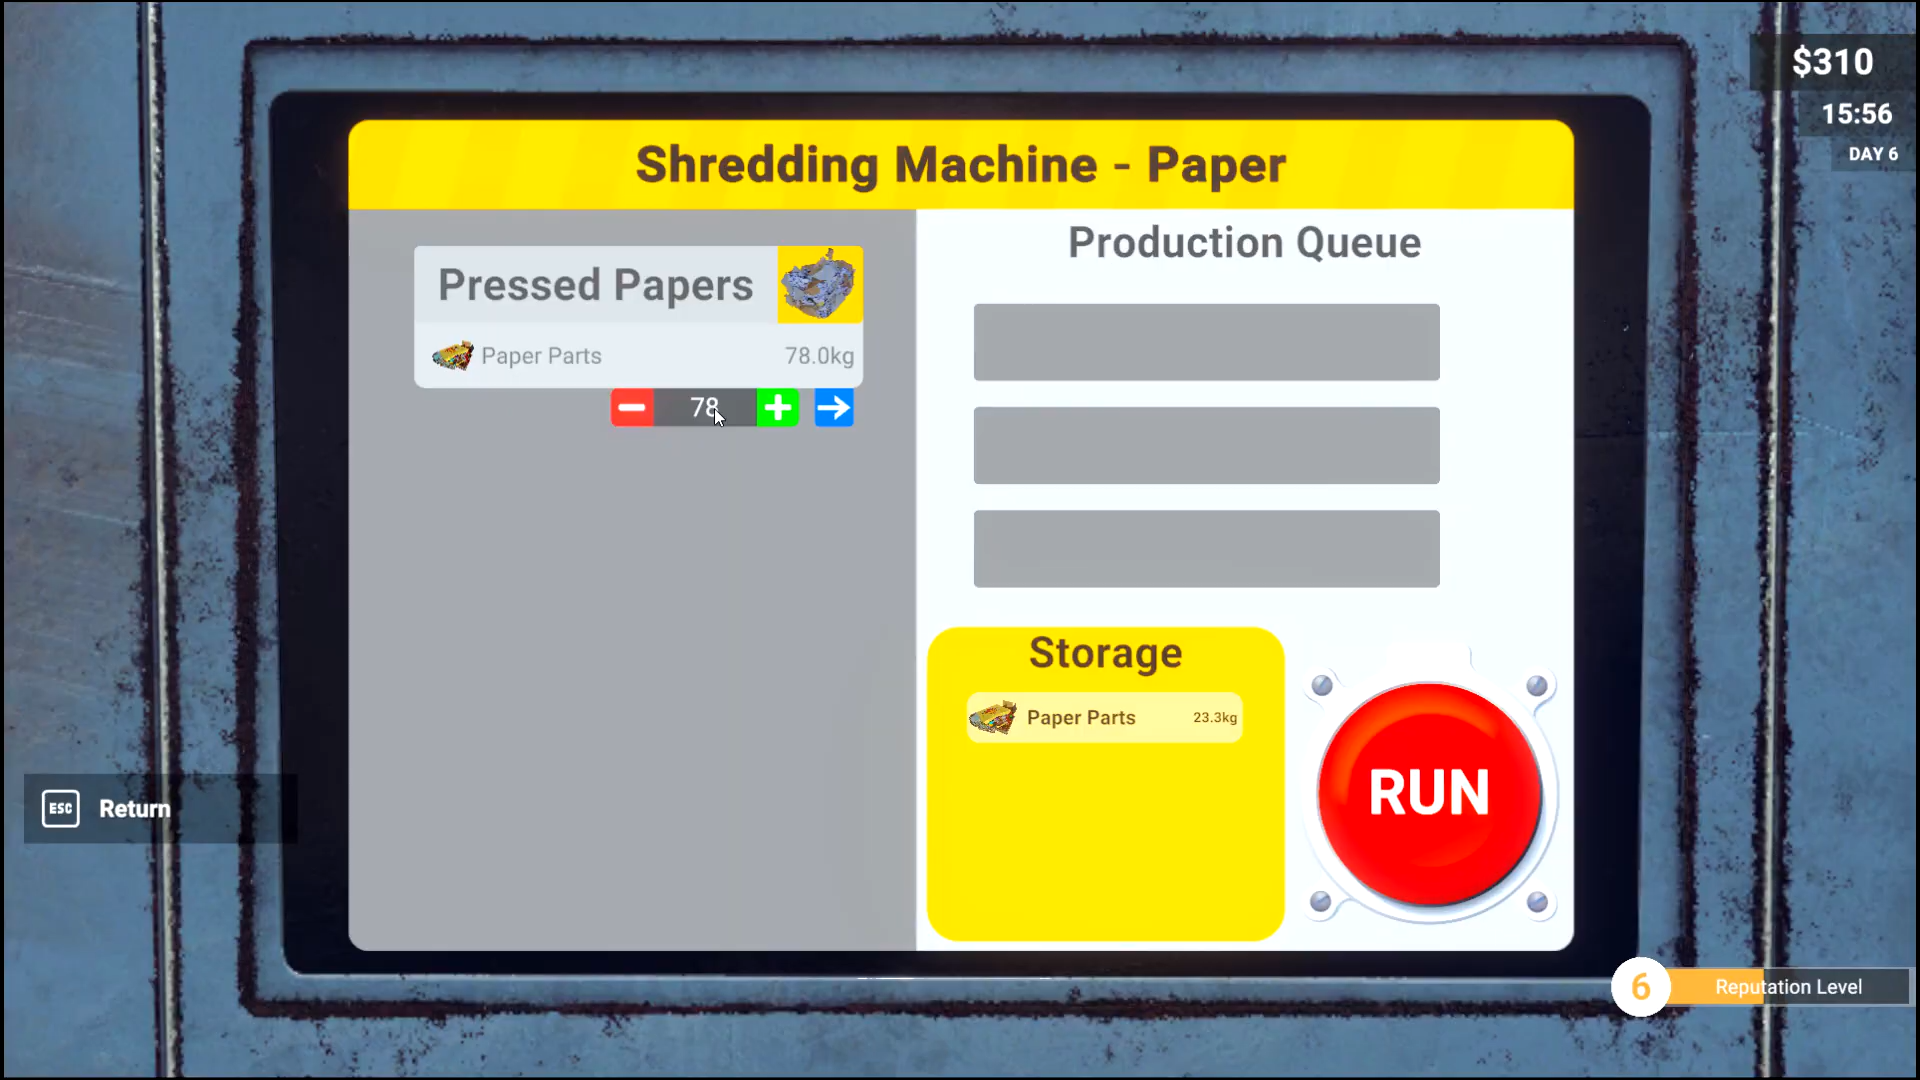 $310
15:56
DAY 6
Shredding Machine - Paper
Pressed Papers
Paper Parts 78.0kg
78
Production Queue
Storage
Paper Parts 23.3kg
RUN
ESC Return
6 Reputation Level